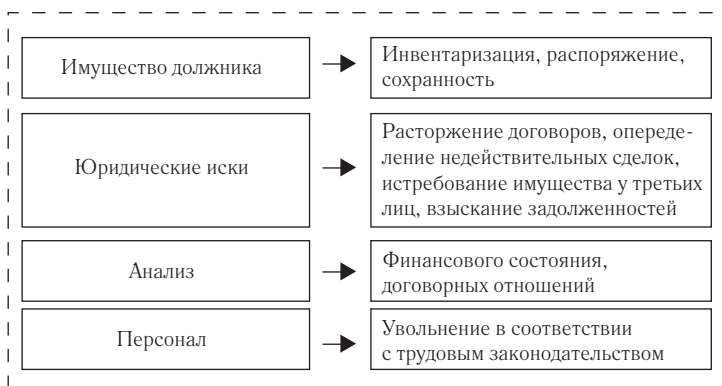 Имущество должника
Инвентаризация, распоряжение,
сохранность
Юридические иски
Расторжение договоров, опереде-
ление недействительных сделок,
истребование имущества у третьих
лиц, взыскание задолженностей
Анализ
Финансового состояния,
договорных отношений
Персонал
Увольнение в соответствии
с трудовым законодательством